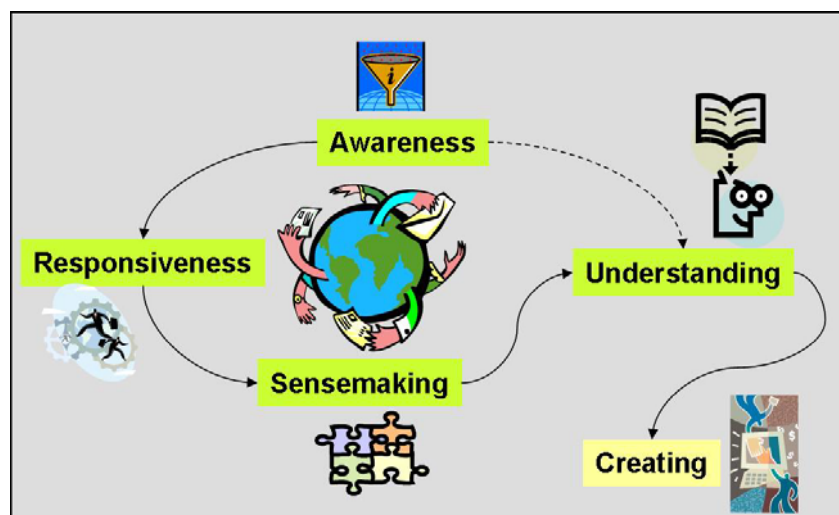 i
Awareness
Responsiveness
Understanding
Sensemaking
Creating
$
$